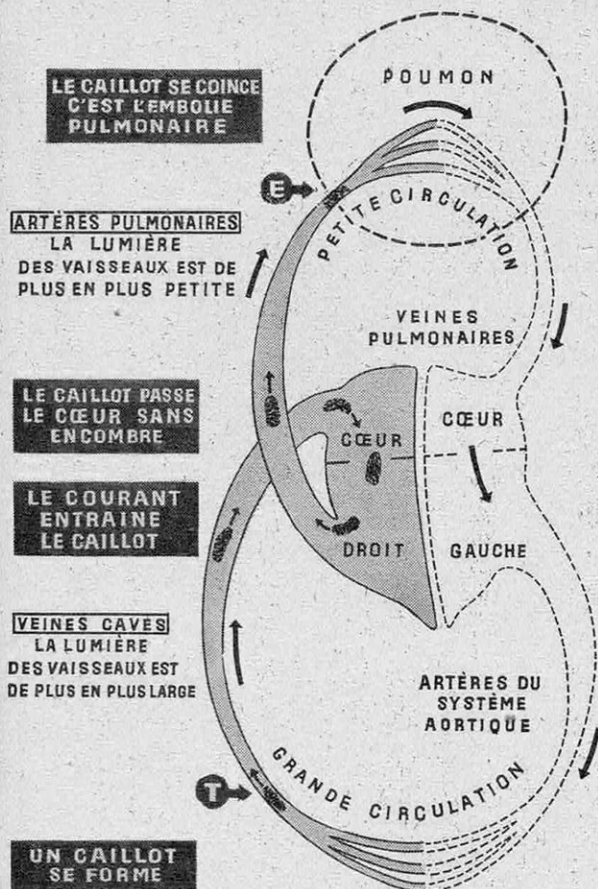 LE CAILLOT SE COINCE
C'EST L'EMBOLIE
PULMONAIRE
POUMON
E
PETITE CIRCULATION
ARTÈRES PULMONAIRES
LA LUMIÈRE
DES VAISSEAUX EST DE
PLUS EN PLUS PETITE
VEINES
PULMONAIRES
LE CAILLOT PASSE
LE CŒUR SANS
ENCOMBRE
CŒUR
DROIT
CŒUR
GAUCHE
LE COURANT
ENTRAINE
LE CAILLOT
VEINES CAVES
LA LUMIÈRE
DES VAISSEAUX EST
DE PLUS EN PLUS LARGE
ARTÈRES DU
SYSTÈME
AORTIQUE
T
GRANDE CIRCULATION
UN CAILLOT
SE FORME